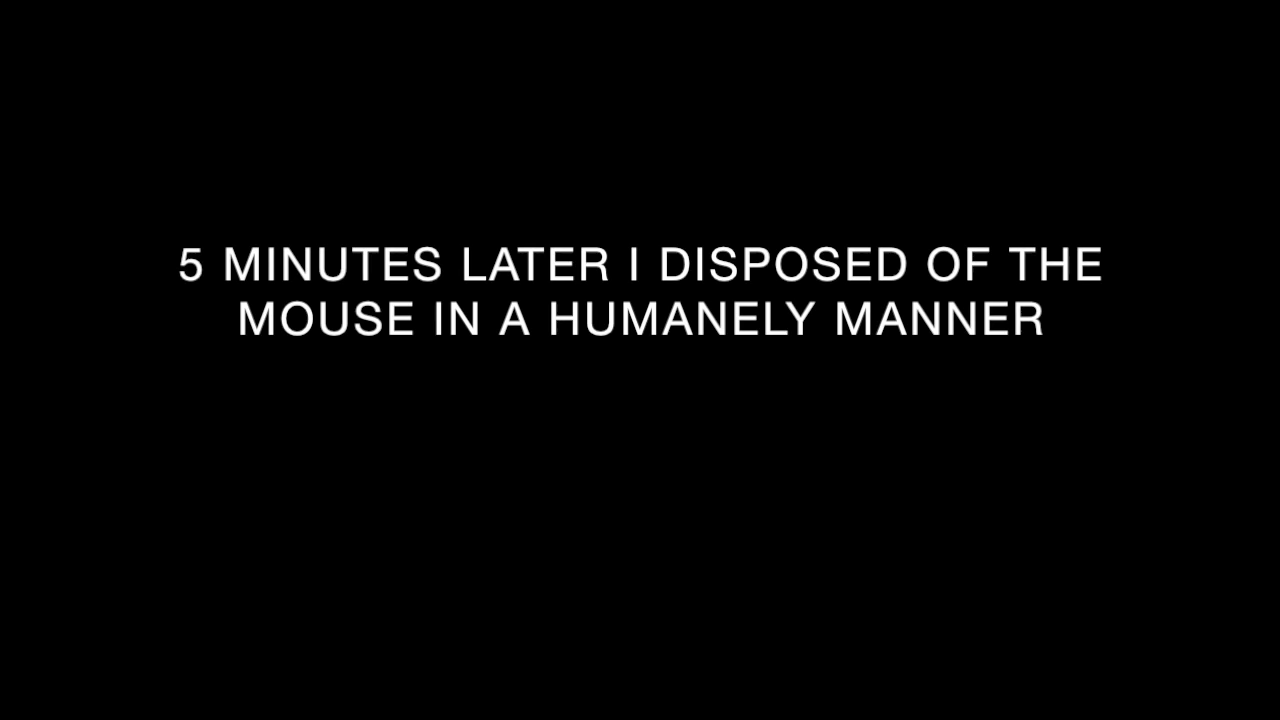 5 MINUTES LATER I DISPOSED OF THE
MOUSE IN A HUMANELY MANNER